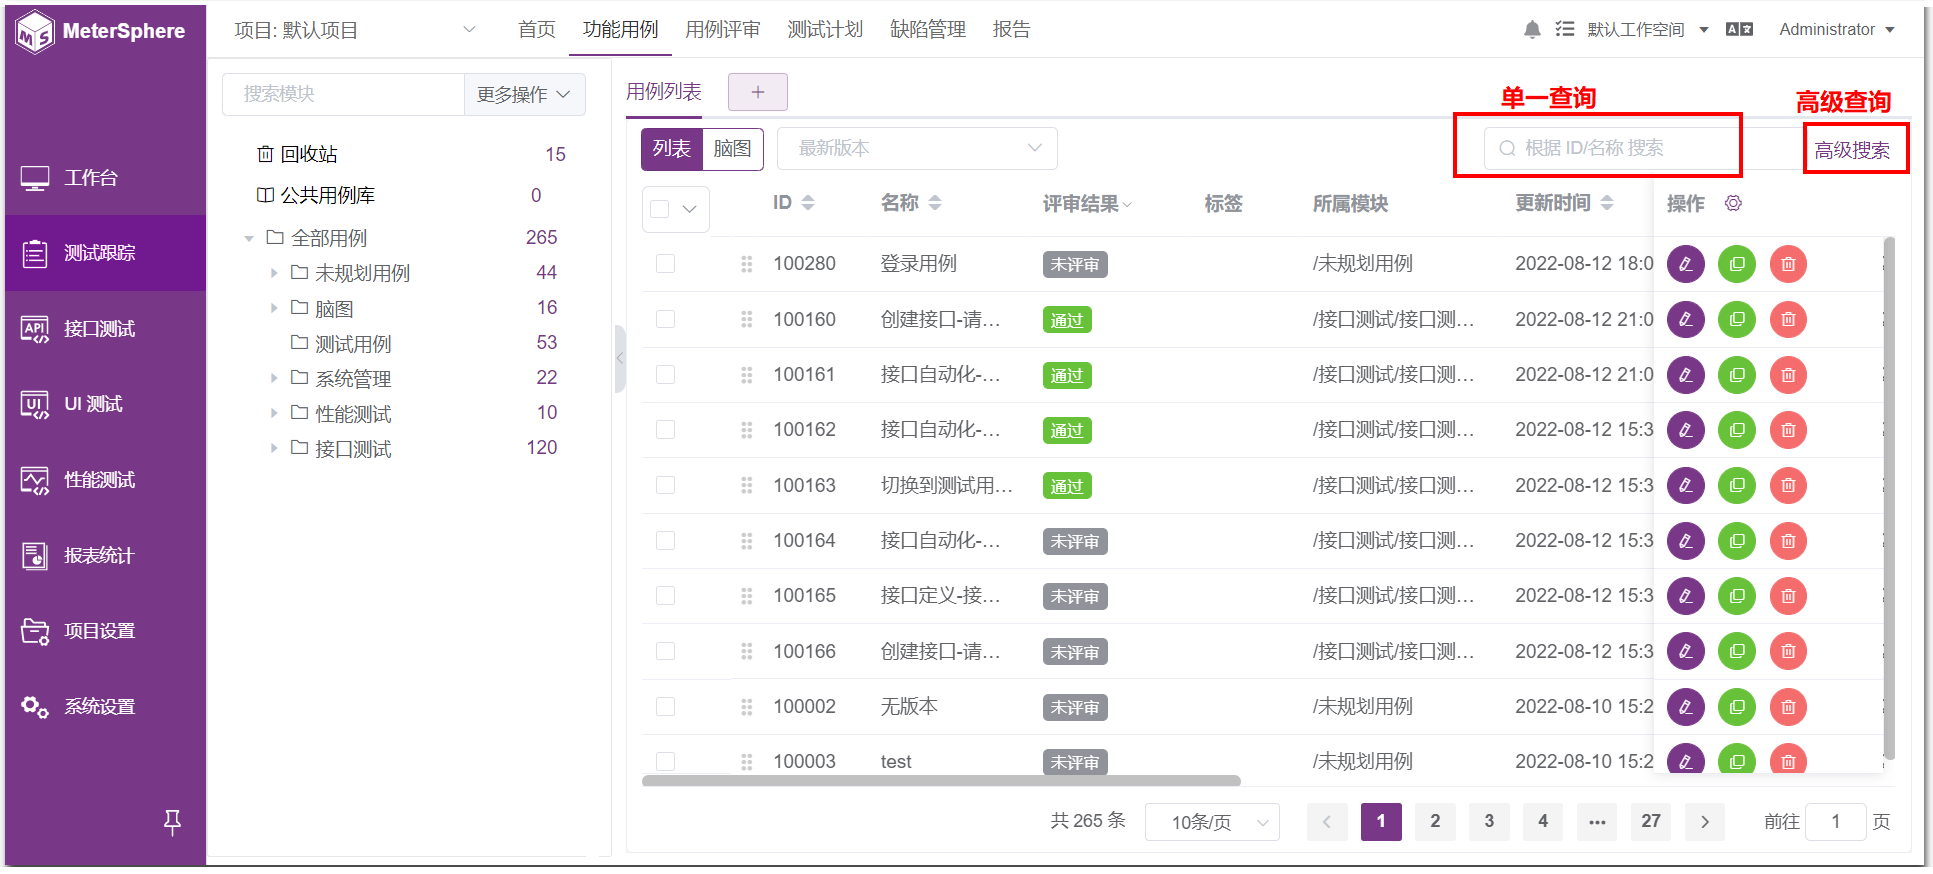 MeterSphere
项目: 默认项目
首页 功能用例 用例评审 测试计划 缺陷管理 报告
默认工作空间
Administrator
工作台
测试跟踪
接口测试
UI 测试
性能测试
报表统计
项目设置
系统设置
搜索模块 更多操作
回收站 15
公共用例库 0
全部用例 265
未规划用例 44
脑图 16
测试用例 53
系统管理 22
性能测试 10
接口测试 120
用例列表 +
单一查询 高级查询
列表 脑图 最新版本 根据 ID/名称 搜索 高级搜索
ID 名称 评审结果 标签 所属模块 更新时间 操作
100280 登录用例 未评审 /未规划用例 2022-08-12 18:0
100160 创建接口-请... 通过 /接口测试/接口测... 2022-08-12 21:0
100161 接口自动化-... 通过 /接口测试/接口测... 2022-08-12 21:0
100162 接口自动化-... 通过 /接口测试/接口测... 2022-08-12 15:3
100163 切换到测试用... 通过 /接口测试/接口测... 2022-08-12 15:3
100164 接口自动化-... 未评审 /接口测试/接口测... 2022-08-12 15:3
100165 接口定义-接... 未评审 /接口测试/接口测... 2022-08-12 15:3
100166 创建接口-请... 未评审 /接口测试/接口测... 2022-08-12 15:3
100002 无版本 未评审 /未规划用例 2022-08-10 15:2
100003 test 未评审 /未规划用例 2022-08-10 15:2
共 265 条 10条/页 1 2 3 4 ... 27 前往 1 页